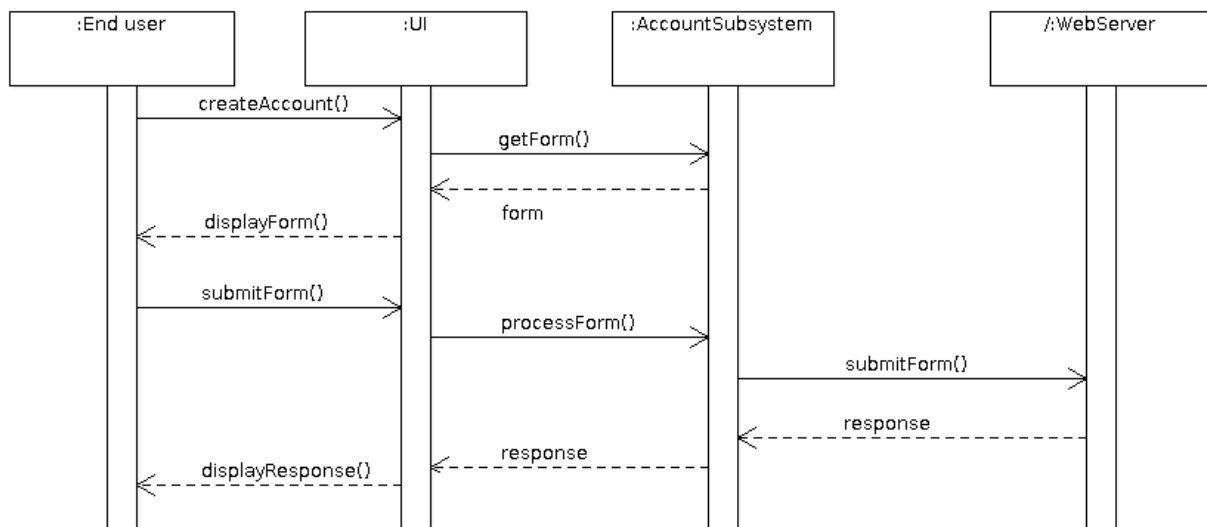 :End user
:UI
:AccountSubsystem
/:WebServer
createAccount()
getForm()
form
displayForm()
submitForm()
processForm()
submitForm()
response
response
displayResponse()